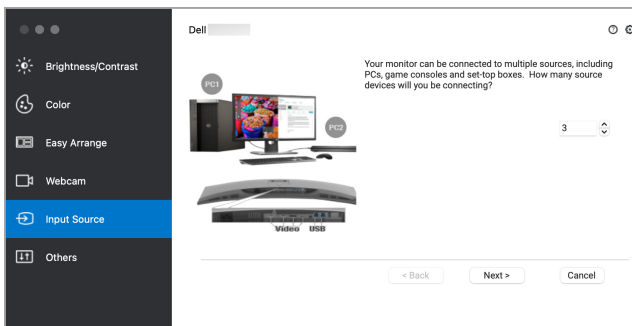 Dell
Brightness/Contrast
Color
Easy Arrange
Webcam
Input Source
Others
Your monitor can be connected to multiple sources, including
PCs, game consoles and set-top boxes. How many source
devices will you be connecting?
3
PC1
PC2
Video USB
< Back Next > Cancel